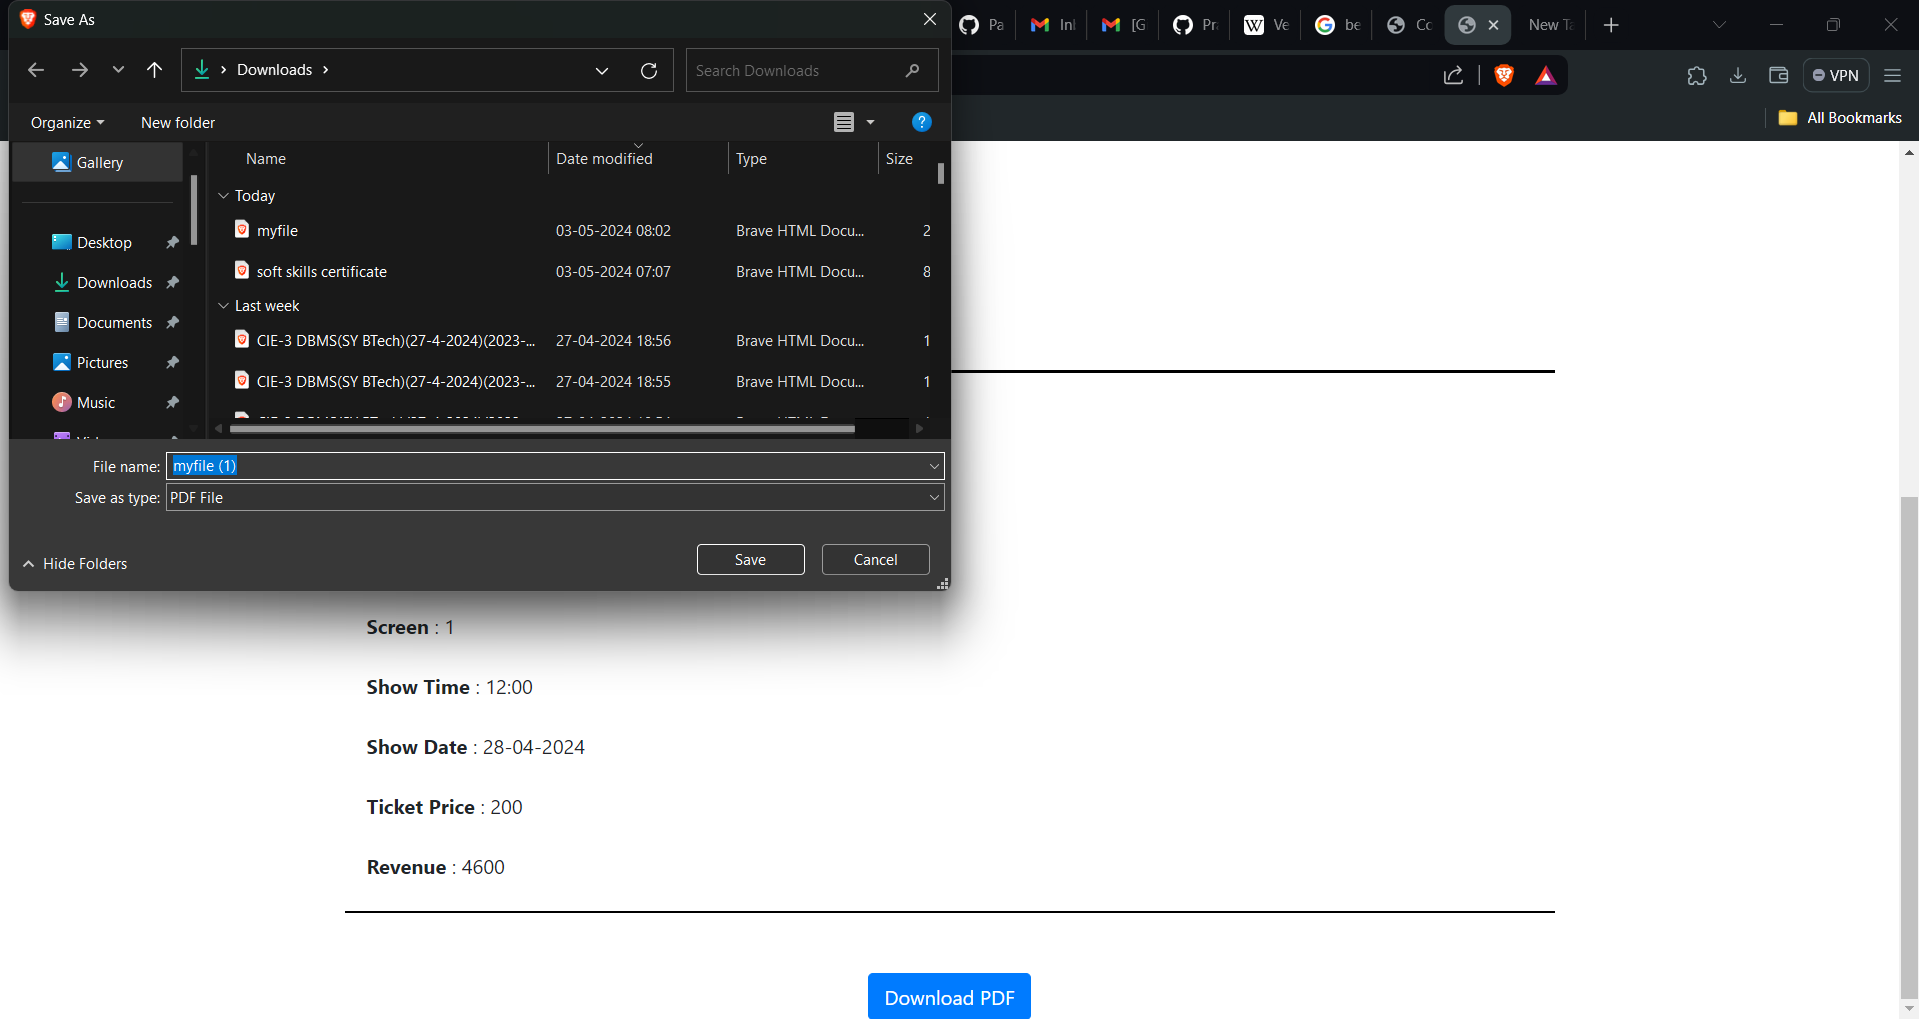 Save As
Pa
Inl
[G
Pr
Ve
be
Co
New Ta
Downloads
Search Downloads
VPN
Organize
New folder
All Bookmarks
Gallery
Name
Date modified
Type
Size
Today
Desktop
myfile
03-05-2024 08:02
Brave HTML Docu...
2
Downloads
soft skills certificate
03-05-2024 07:07
Brave HTML Docu...
8
Documents
Last week
CIE-3 DBMS(SY BTech)(27-4-2024)(2023-...
27-04-2024 18:56
Brave HTML Docu...
1
Pictures
CIE-3 DBMS(SY BTech)(27-4-2024)(2023-...
27-04-2024 18:55
Brave HTML Docu...
1
Music
File name: myfile (1)
Save as type: PDF File
Hide Folders
Save
Cancel
Screen : 1
Show Time : 12:00
Show Date : 28-04-2024
Ticket Price : 200
Revenue : 4600
Download PDF